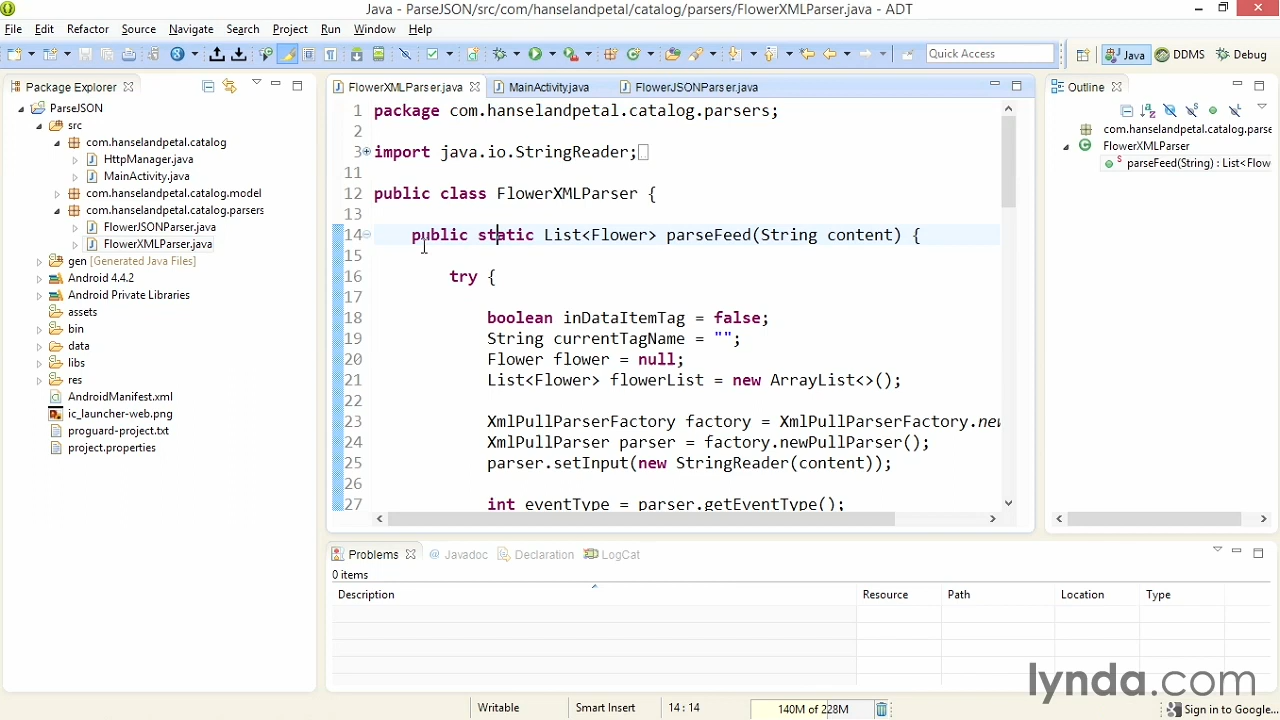 Java - ParseJSON/src/com/hanselandpetal/catalog/parsers/FlowerXMLParser.java - ADT
File Edit Refactor Source Navigate Search Project Run Window Help
Quick Access
Java
DDMS
Debug
Package Explorer
ParseJSON
src
com.hanselandpetal.catalog
HttpManager.java
MainActivity.java
com.hanselandpetal.catalog.model
com.hanselandpetal.catalog.parsers
FlowerJSONParser.java
FlowerXMLParser.java
gen [Generated Java Files]
Android 4.4.2
Android Private Libraries
assets
bin
data
libs
res
AndroidManifest.xml
ic_launcher-web.png
proguard-project.txt
project.properties
FlowerXMLParser.java
MainActivity.java
FlowerJSONParser.java
1 package com.hanselandpetal.catalog.parsers;
2
3 import java.io.StringReader;
11
12 public class FlowerXMLParser {
13
14 public static List<Flower> parseFeed(String content) {
15
16 try {
17
18 boolean inDataItemTag = false;
19 String currentTagName = "";
20 Flower flower = null;
21 List<Flower> flowerList = new ArrayList<>();
22
23 XmlPullParserFactory factory = XmlPullParserFactory.new
24 XmlPullParser parser = factory.newPullParser();
25 parser.setInput(new StringReader(content));
26
27 int eventType = parser.getEventType();
Outline
com.hanselandpetal.catalog.parse
FlowerXMLParser
S
parseFeed(String) : List<Flow
Problems
@ Javadoc
Declaration
LogCat
0 items
Description Resource Path Location Type
lynda.com
Writable
Smart Insert
14 : 14
140M of 228M
Sign in to Google...